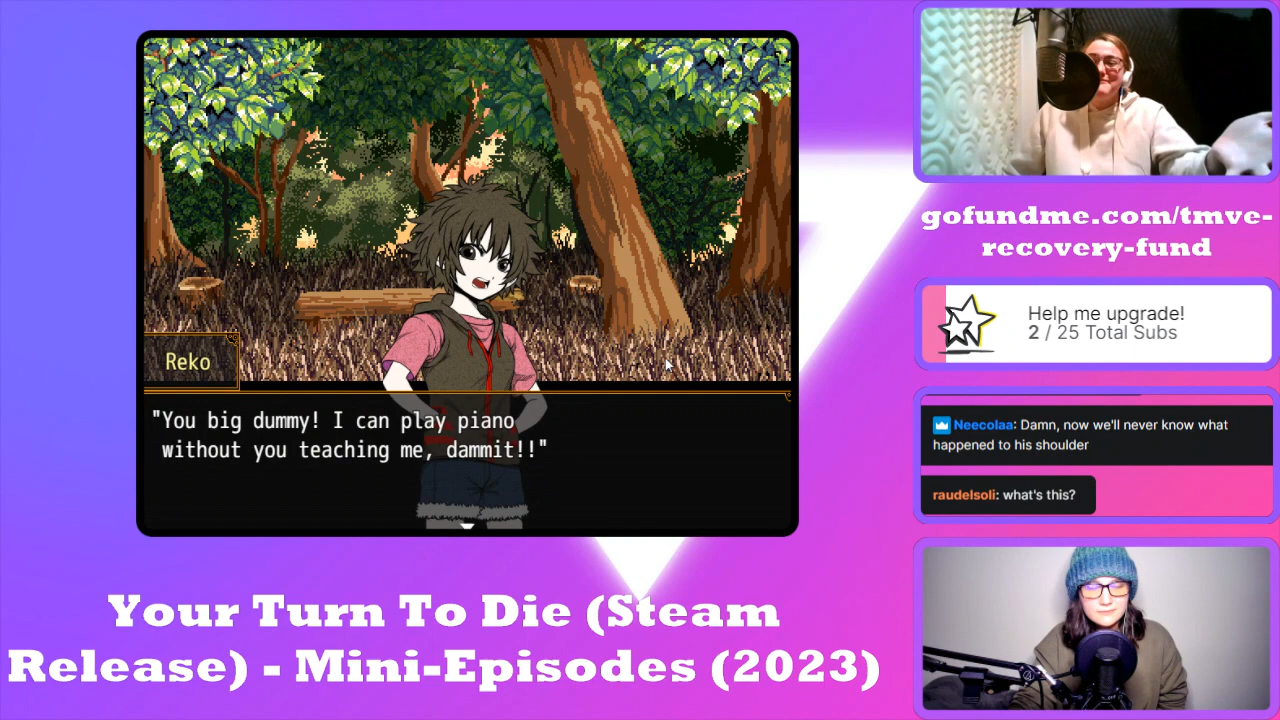 Reko
"You big dummy! I can play piano
without you teaching me, dammit!!"
Your Turn To Die (Steam
Release) - Mini-Episodes (2023)
gofundme.com/tmve-
recovery-fund
Help me upgrade!
2 / 25 Total Subs
Neecolaa: Damn, now we'll never know what
happened to his shoulder
raudelsoli: what's this?